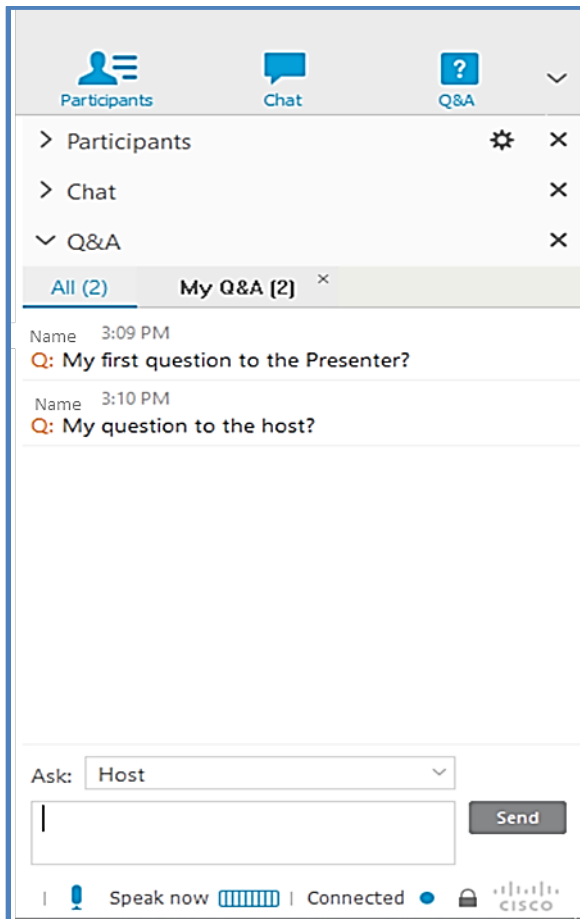 Participants Chat Q&A
Participants
Chat
Q&A
All (2) My Q&A (2)
Name 3:09 PM
Q: My first question to the Presenter?
Name 3:10 PM
Q: My question to the host?
Ask: Host
Send
Speak now Connected CISCO